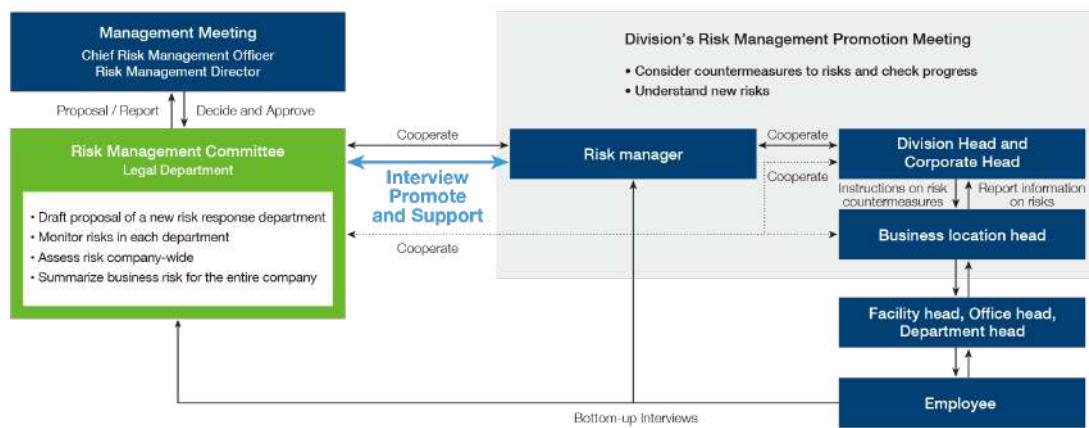 Management Meeting
Chief Risk Management Officer
Risk Management Director
Proposal / Report
Decide and Approve
Risk Management Committee
Legal Department
• Draft proposal of a new risk response department
• Monitor risks in each department
• Assess risk company-wide
• Summarize business risk for the entire company
Cooperate
Interview
Promote
and Support
Cooperate
Division's Risk Management Promotion Meeting
• Consider countermeasures to risks and check progress
• Understand new risks
Risk manager
Cooperate
Cooperate
Division Head and
Corporate Head
Instructions on risk
countermeasures
Report information
on risks
Business location head
Facility head, Office head,
Department head
Employee
Bottom-up Interviews